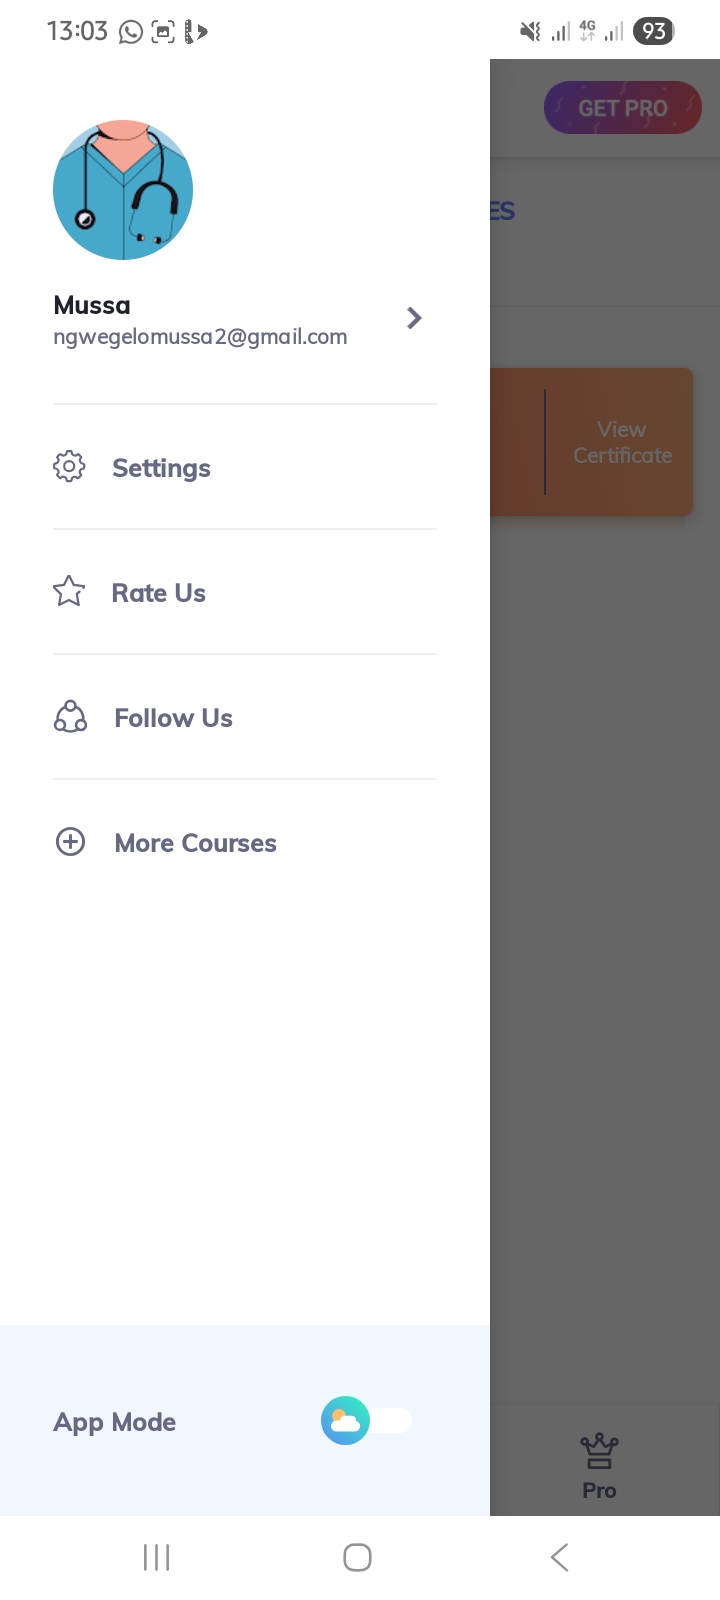 13:03
4G
93
GET PRO
ES
Mussa
ngwegelomussa2@gmail.com
View
Certificate
Settings
Rate Us
Follow Us
More Courses
App Mode
Pro